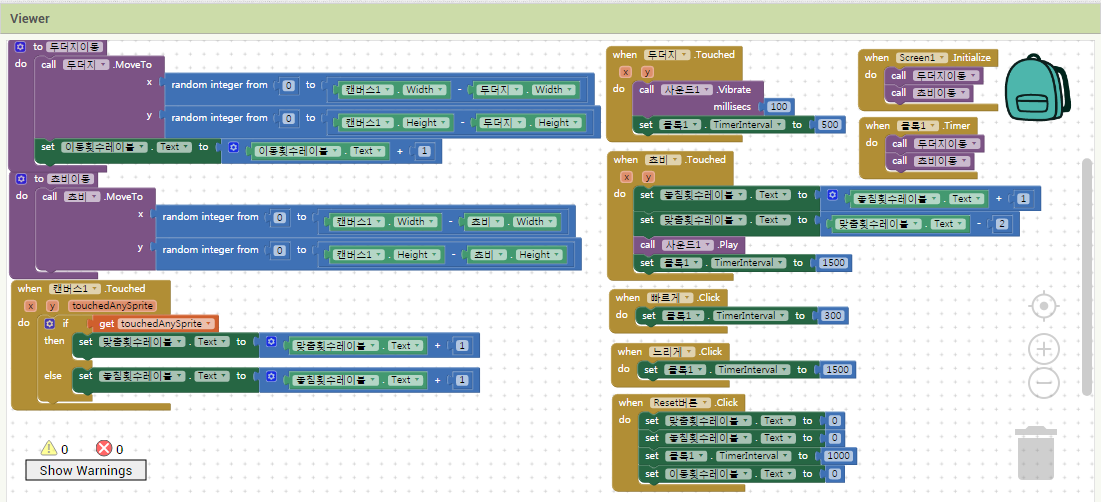 Viewer
to 두더지이동
do call 두더지 .MoveTo
x random integer from 0 to 캔버스1 . Width - 두더지 . Width
y random integer from 0 to 캔버스1 . Height - 두더지 . Height
set 이동횟수레이블 . Text to 이동횟수레이블 . Text + 1
to 츠비이동
do call 츠비 .MoveTo
x random integer from 0 to 캔버스1 . Width - 츠비 . Width
y random integer from 0 to 캔버스1 . Height - 츠비 . Height
when 캔버스1 .Touched
x y touchedAnySprite
do if get touchedAnySprite
then set 맞춤횟수레이블 . Text to 맞춤횟수레이블 . Text + 1
else set 놓침횟수레이블 . Text to 놓침횟수레이블 . Text + 1
0 0
Show Warnings
when 두더지 .Touched
x y
do call 사운드1 .Vibrate
millisecs 100
set 클록1 . TimerInterval to 500
when 츠비 .Touched
x y
do set 놓침횟수레이블 . Text to 놓침횟수레이블 . Text + 1
set 맞춤횟수레이블 . Text to 맞춤횟수레이블 . Text - 2
call 사운드1 .Play
set 클록1 . TimerInterval to 1500
when 빠르게 .Click
do set 클록1 . TimerInterval to 300
when 느리게 .Click
do set 클록1 . TimerInterval to 1500
when Reset버튼 .Click
do set 맞춤횟수레이블 . Text to 0
set 놓침횟수레이블 . Text to 0
set 클록1 . TimerInterval to 1000
set 이동횟수레이블 . Text to 0
when Screen1 .Initialize
do call 두더지이동
call 츠비이동
when 클록1 .Timer
do call 두더지이동
call 츠비이동